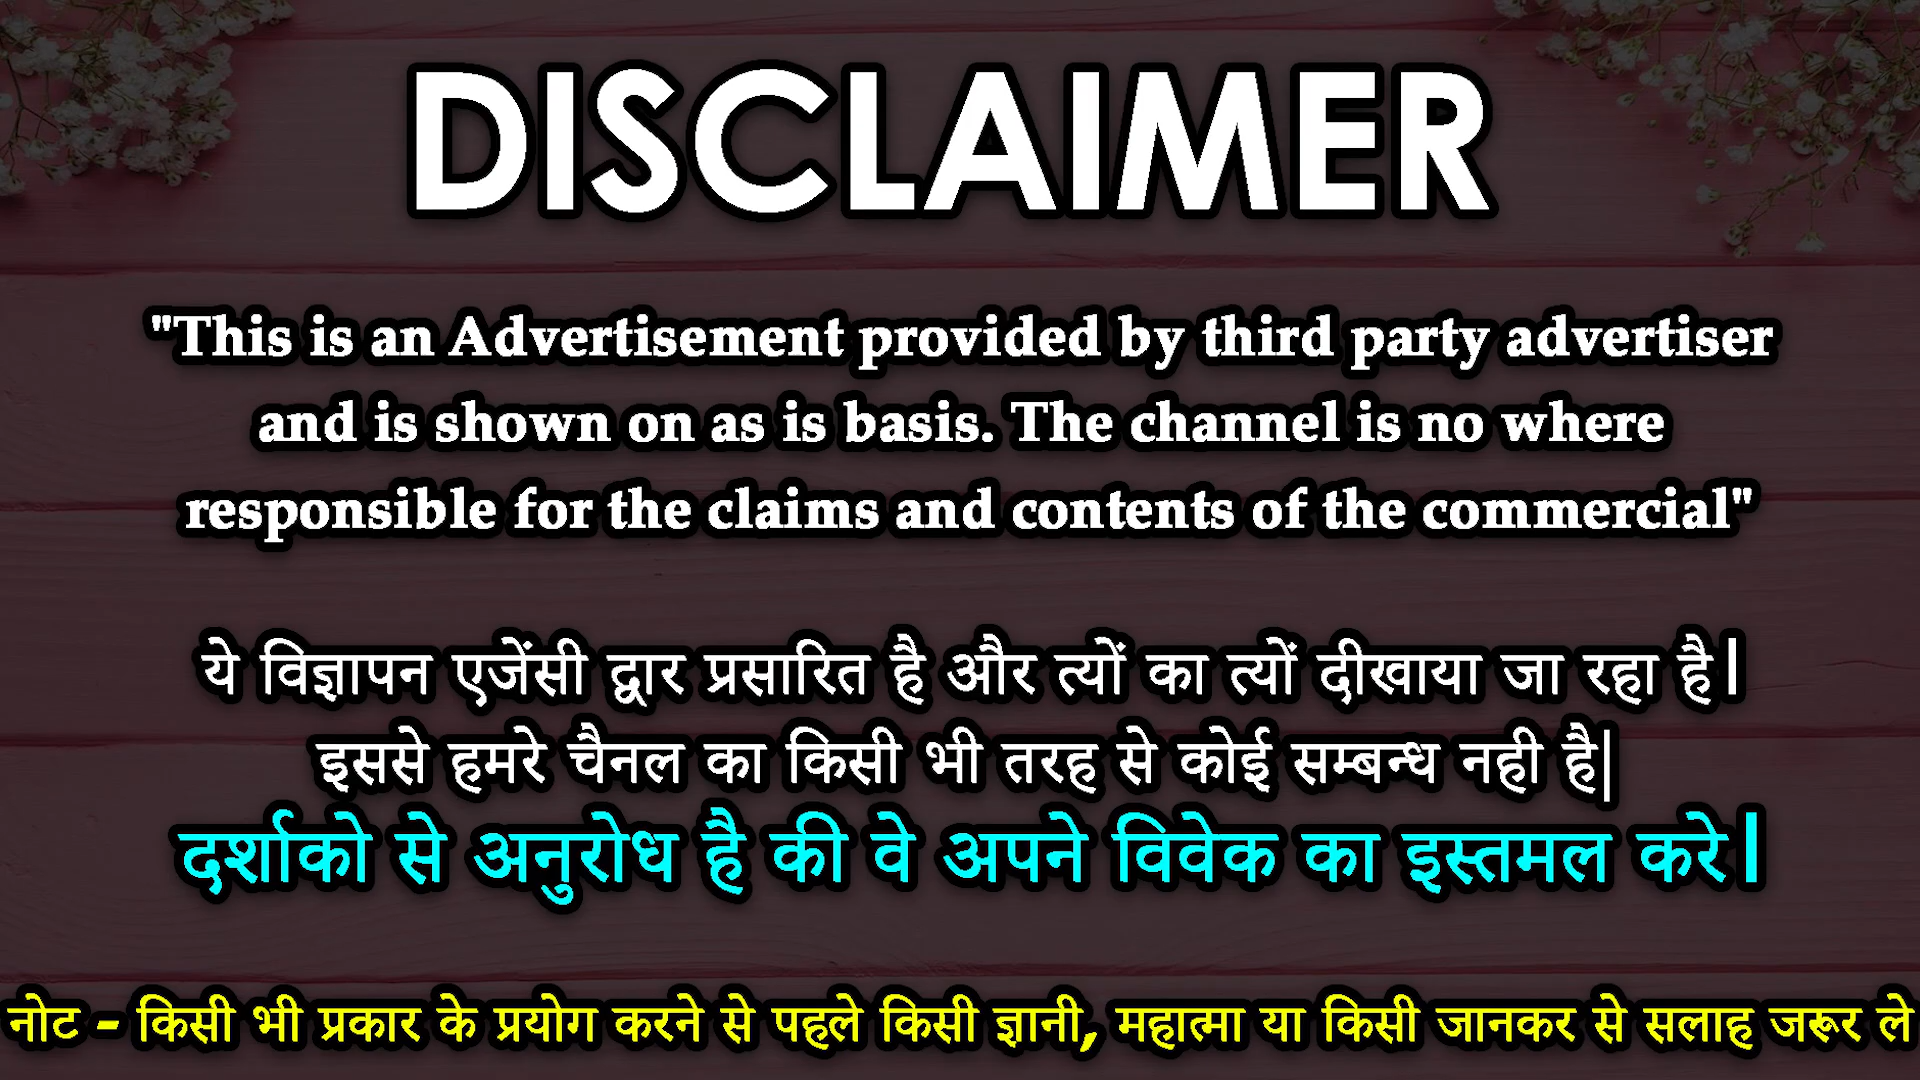 DISCLAIMER
"This is an Advertisement provided by third party advertiser
and is shown on as is basis. The channel is no where
responsible for the claims and contents of the commercial"
ये विज्ञापन एजेंसी द्वार प्रसारित है और त्यों का त्यों दीखाया जा रहा है।
इससे हमरे चैनल का किसी भी तरह से कोई सम्बन्ध नही है|
दर्शाको से अनुरोध है की वे अपने विवेक का इस्तमल करे।
नोट - किसी भी प्रकार के प्रयोग करने से पहले किसी ज्ञानी, महात्मा या किसी जानकर से सलाह जरूर ले